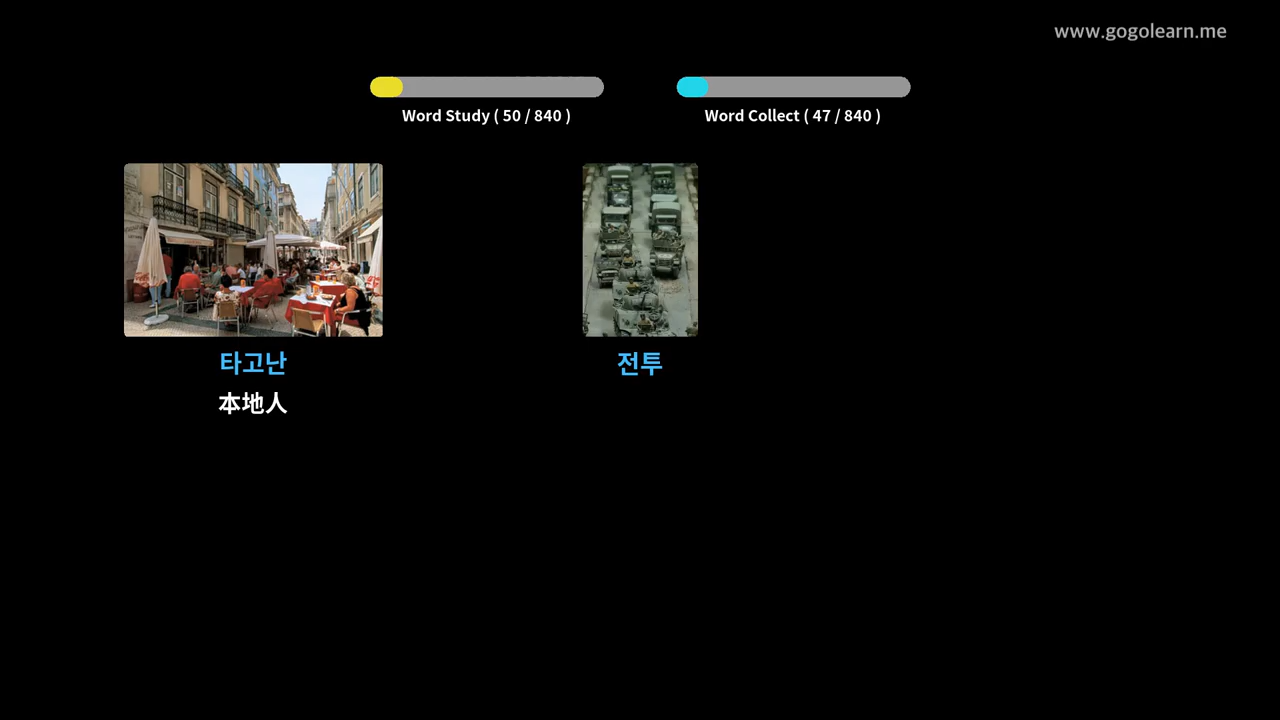 www.gogolearn.me
Word Study ( 50 / 840 )
Word Collect ( 47 / 840 )
타고난
전투
本地人